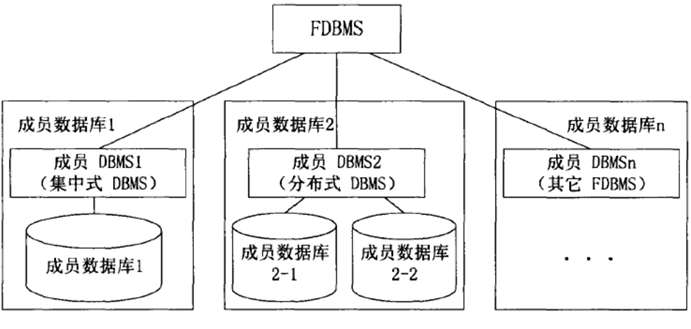 FDBMS
成员数据库1
成员 DBMS1
（集中式 DBMS）
成员数据库1
成员数据库2
成员 DBMS2
（分布式 DBMS）
成员数据库
2-1
成员数据库
2-2
成员数据库n
成员 DBMSn
（其它 FDBMS）
. . .